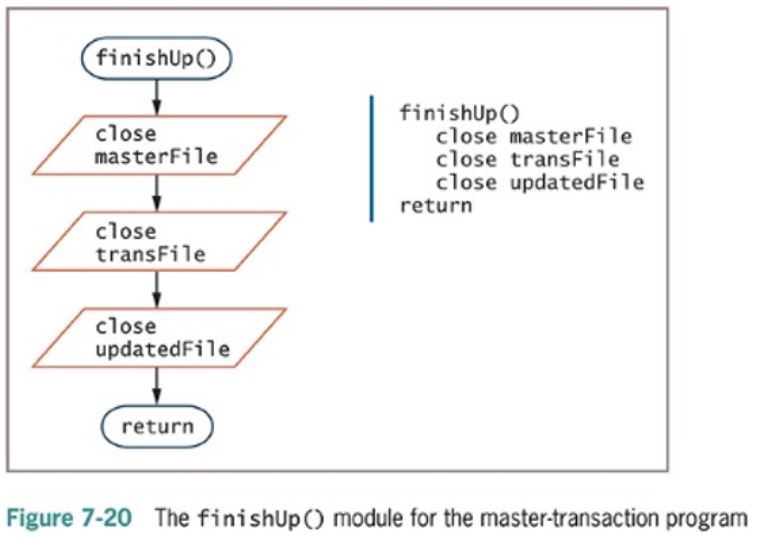 finishUp()
close
masterFile
close
transFile
close
updatedFile
return
finishUp()
close masterFile
close transFile
close updatedFile
return
Figure 7-20 The finishUp() module for the master-transaction program